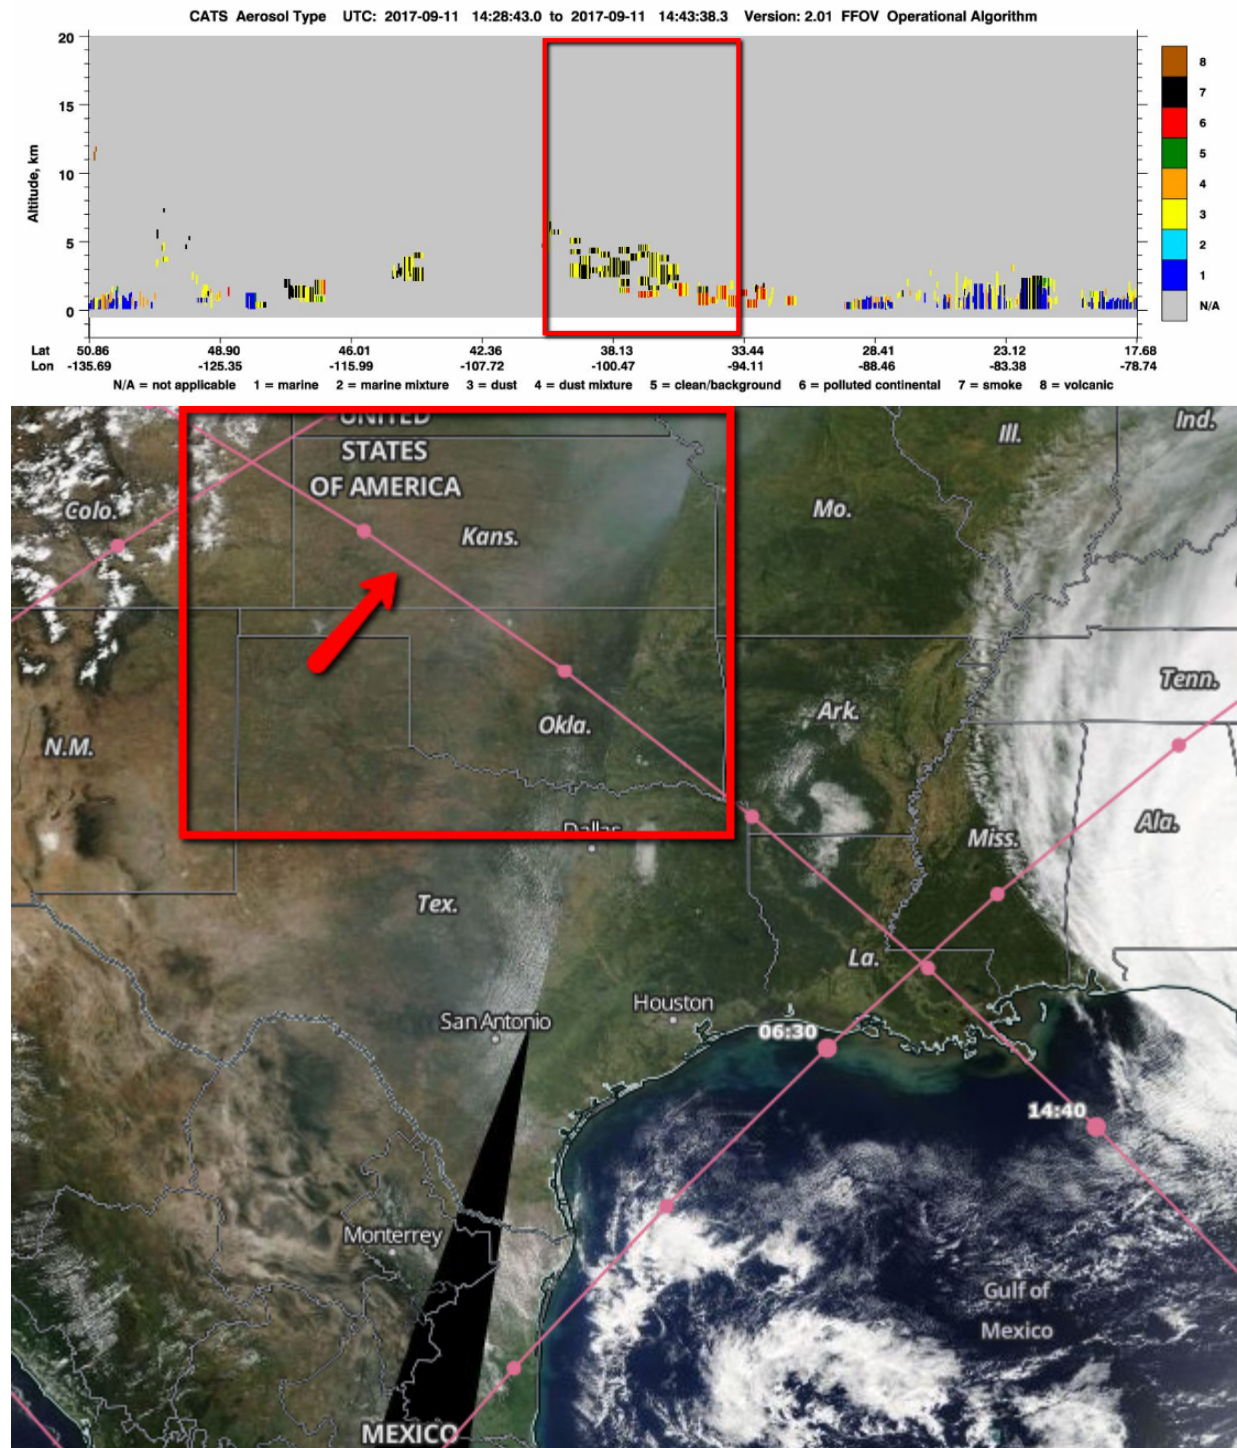 CATS Aerosol Type UTC: 2017-09-11 14:28:43.0 to 2017-09-11 14:43:38.3 Version: 2.01 FFOV Operational Algorithm
20
15
10
5
0
Altitude, km
8
7
6
5
4
3
2
1
N/A
Lat 50.86 48.90 46.01 42.36 38.13 33.44 28.41 23.12 17.68
Lon -135.69 -125.35 -115.99 -107.72 -100.47 -94.11 -88.46 -83.38 -78.74
N/A = not applicable 1 = marine 2 = marine mixture 3 = dust 4 = dust mixture 5 = clean/background 6 = polluted continental 7 = smoke 8 = volcanic
UNITED
STATES
OF AMERICA
Colo.
Kans.
Mo.
Ill.
Ind.
N.M.
Okla.
Ark.
Tenn.
Dallas
Tex.
Miss.
Ala.
La.
San Antonio
Houston
06:30
14:40
Monterrey
Gulf of
Mexico
MEXICO